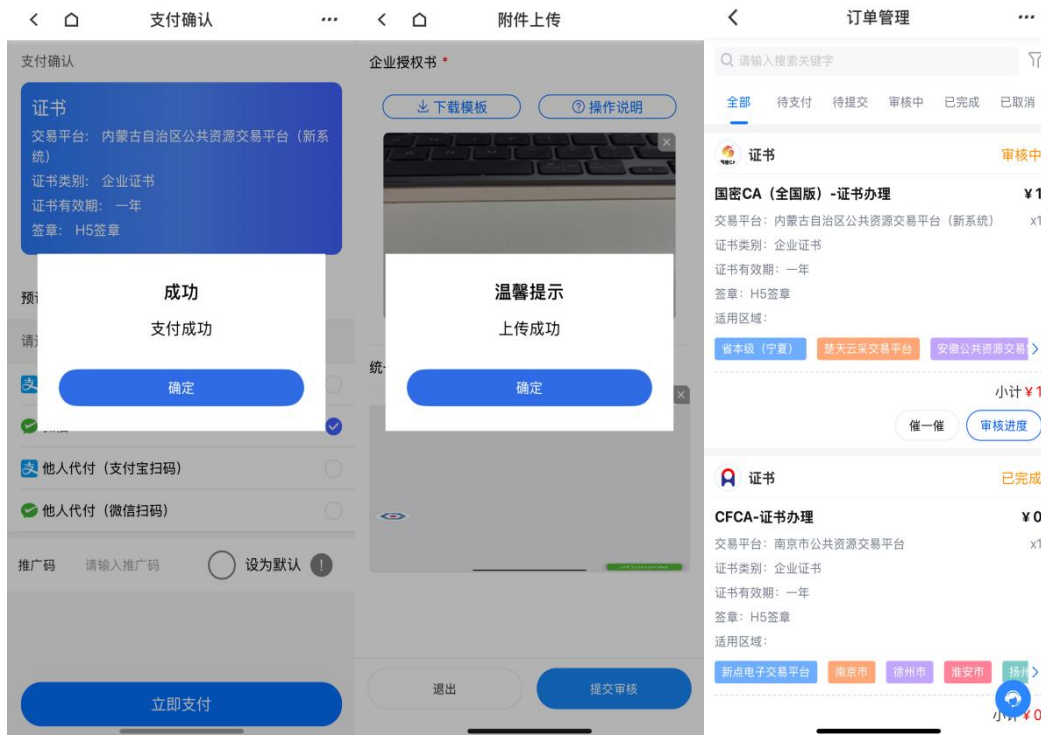 支付确认
支付确认
证书
交易平台： 内蒙古自治区公共资源交易平台（新系
统）
证书类别： 企业证书
证书有效期： 一年
签章： H5签章
成功
支付成功
确定
他人代付（支付宝扫码）
他人代付（微信扫码）
推广码 请输入推广码 设为默认
立即支付
附件上传
企业授权书 *
下载模板 操作说明
温馨提示
上传成功
确定
退出 提交审核
订单管理
请输入搜索关键字
全部 待支付 待提交 审核中 已完成 已取消
证书 审核中
国密CA（全国版）-证书办理 ¥1
交易平台：内蒙古自治区公共资源交易平台（新系统） x1
证书类别：企业证书
证书有效期：一年
签章：H5签章
适用区域：
省本级（宁夏） 楚天云采交易平台 安徽公共资源交易
小计 ¥1
催一催 审核进度
证书 已完成
CFCA-证书办理 ¥0
交易平台：南京市公共资源交易平台 x1
证书类别：企业证书
证书有效期：一年
签章：H5签章
适用区域：
新点电子交易平台 南京市 徐州市 淮安市 扬州
小计 ¥0